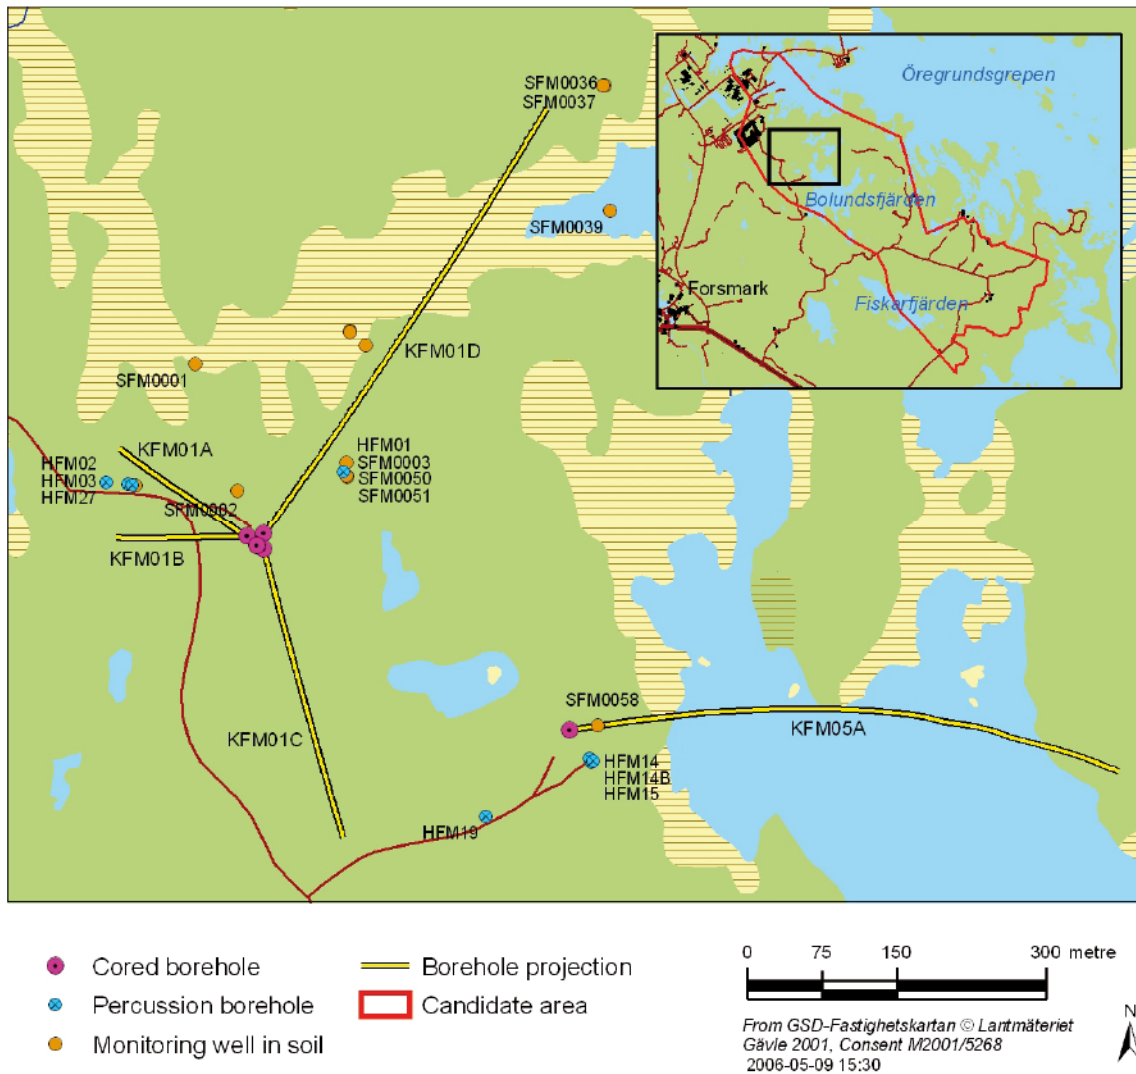 SFM0036
SFM0037
SFM0039
Öregrundsgrepen
Bolundsfjärden
Forsmark
Fiskarfjärden
KFM01D
SFM0001
KFM01A
HFM02
HFM03
HFM27
SFM0002
HFM01
SFM0003
SFM0050
SFM0051
KFM01B
KFM01C
SFM0058
KFM05A
HFM14
HFM14B
HFM15
HFM19
Cored borehole
Percussion borehole
Monitoring well in soil
Borehole projection
Candidate area
0 75 150 300 metre
From GSD-Fastighetskartan © Lantmäteriet
Gävle 2001, Consent M2001/5268
2006-05-09 15:30
N